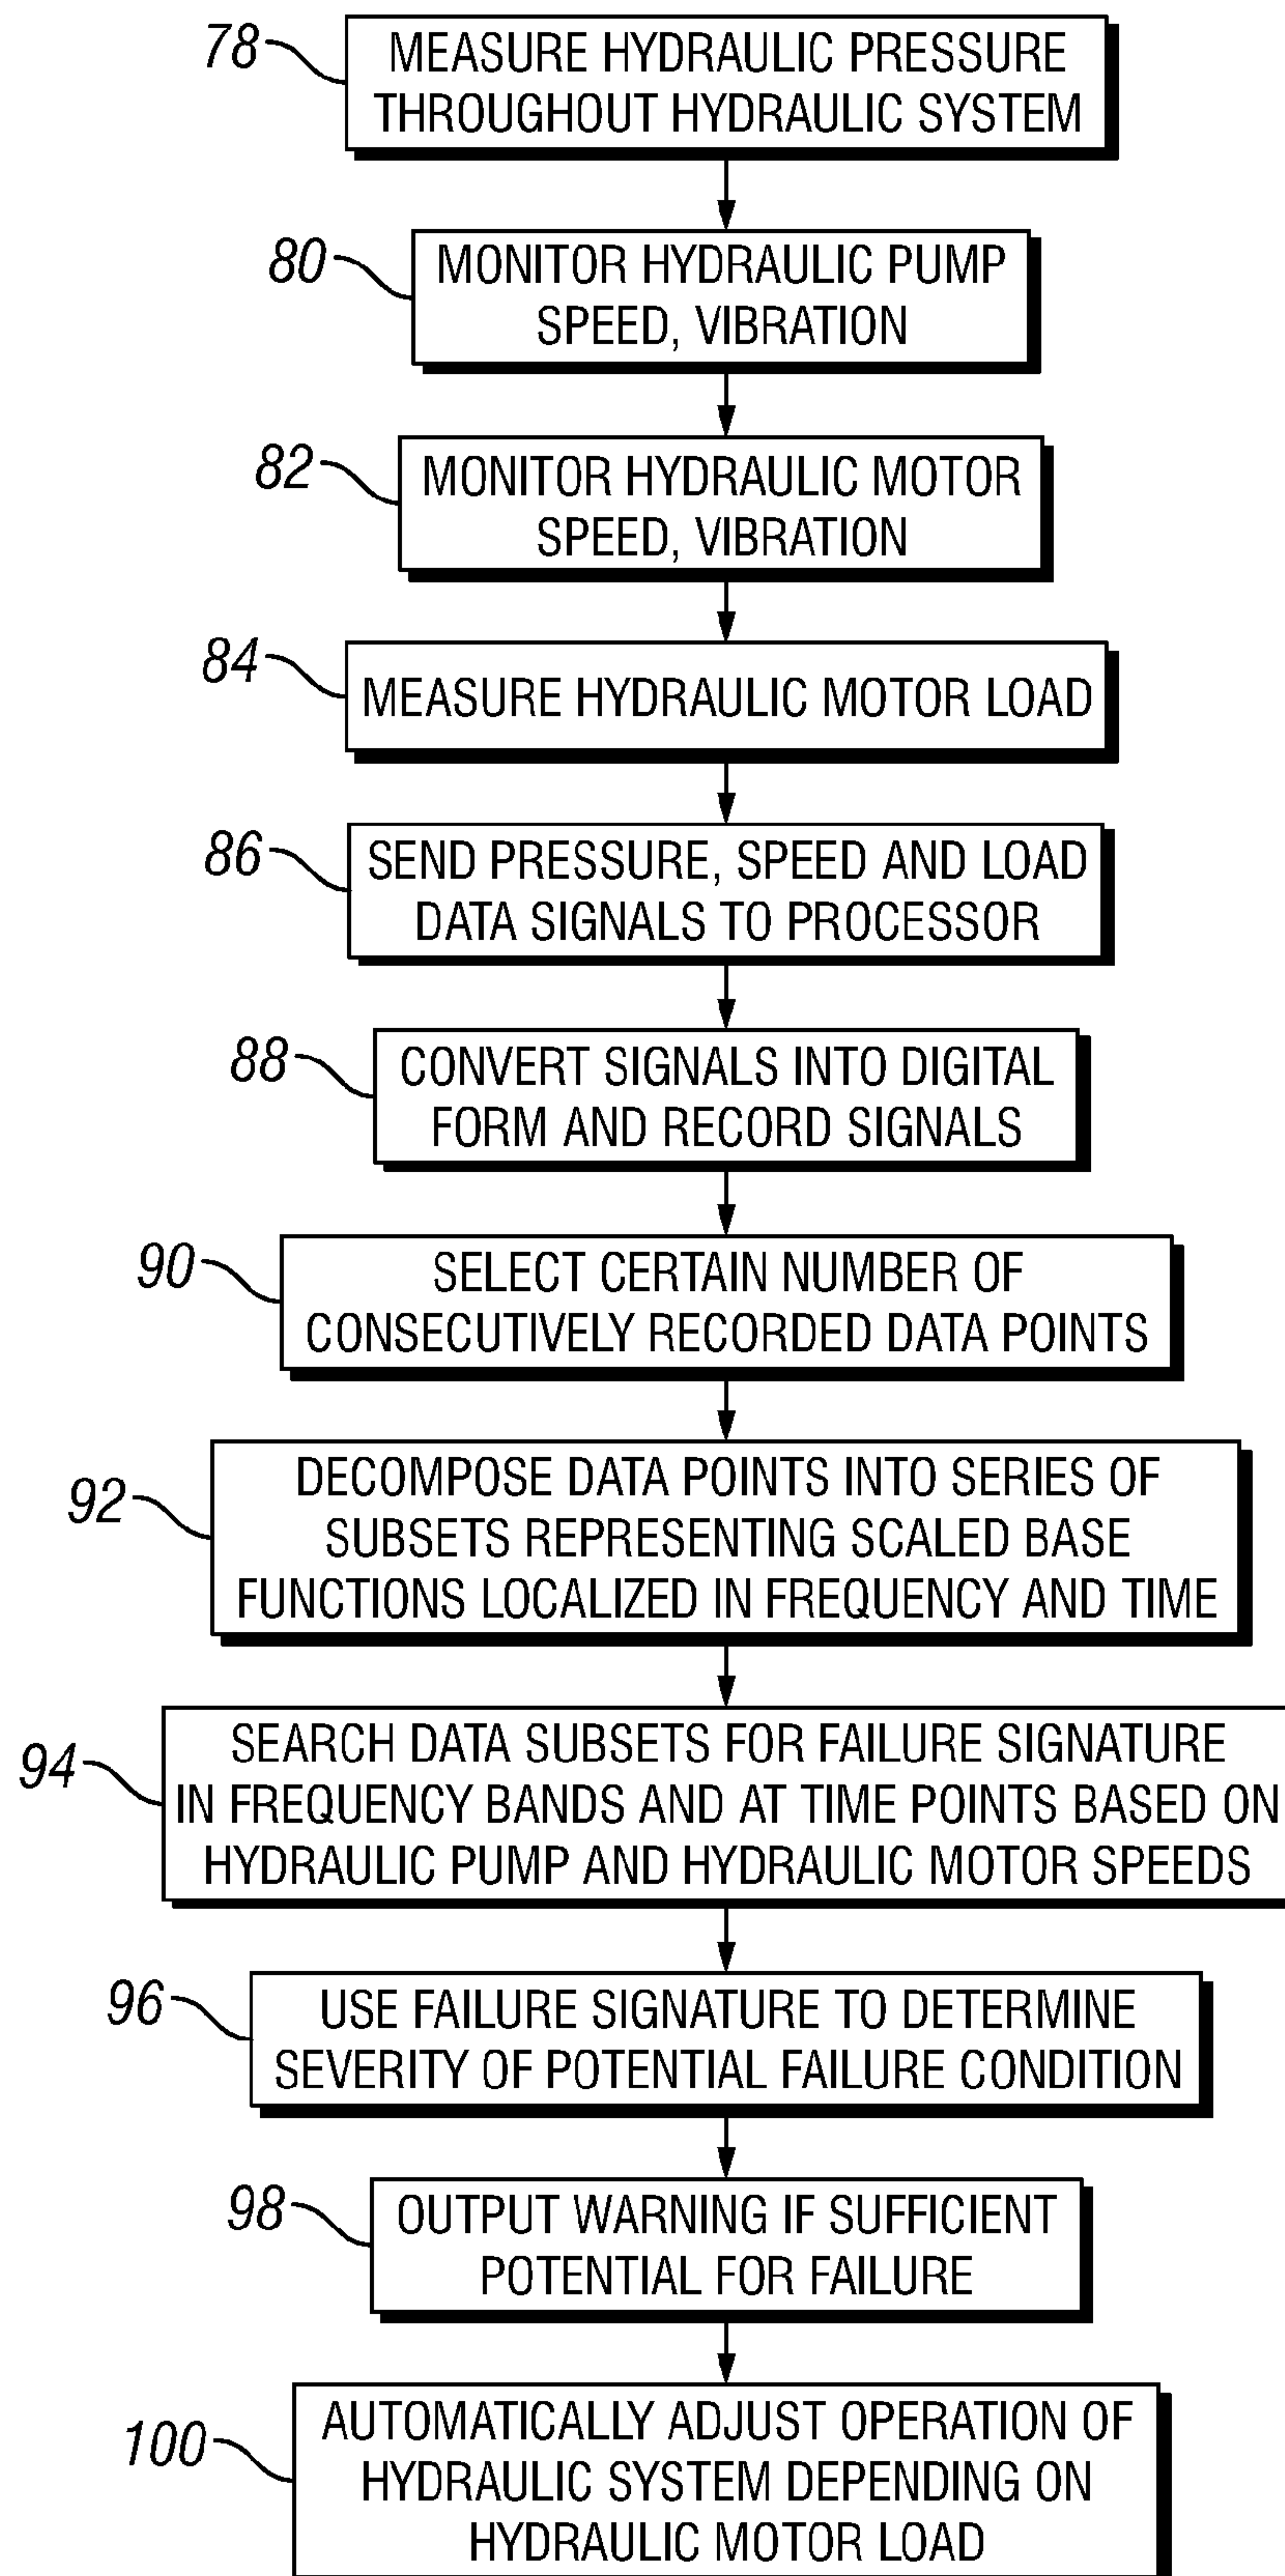 78
MEASURE HYDRAULIC PRESSURE
THROUGHOUT HYDRAULIC SYSTEM
80
MONITOR HYDRAULIC PUMP
SPEED, VIBRATION
82
MONITOR HYDRAULIC MOTOR
SPEED, VIBRATION
84
MEASURE HYDRAULIC MOTOR LOAD
86
SEND PRESSURE, SPEED AND LOAD
DATA SIGNALS TO PROCESSOR
88
CONVERT SIGNALS INTO DIGITAL
FORM AND RECORD SIGNALS
90
SELECT CERTAIN NUMBER OF
CONSECUTIVELY RECORDED DATA POINTS
92
DECOMPOSE DATA POINTS INTO SERIES OF
SUBSETS REPRESENTING SCALED BASE
FUNCTIONS LOCALIZED IN FREQUENCY AND TIME
94
SEARCH DATA SUBSETS FOR FAILURE SIGNATURE
IN FREQUENCY BANDS AND AT TIME POINTS BASED ON
HYDRAULIC PUMP AND HYDRAULIC MOTOR SPEEDS
96
USE FAILURE SIGNATURE TO DETERMINE
SEVERITY OF POTENTIAL FAILURE CONDITION
98
OUTPUT WARNING IF SUFFICIENT
POTENTIAL FOR FAILURE
100
AUTOMATICALLY ADJUST OPERATION OF
HYDRAULIC SYSTEM DEPENDING ON
HYDRAULIC MOTOR LOAD